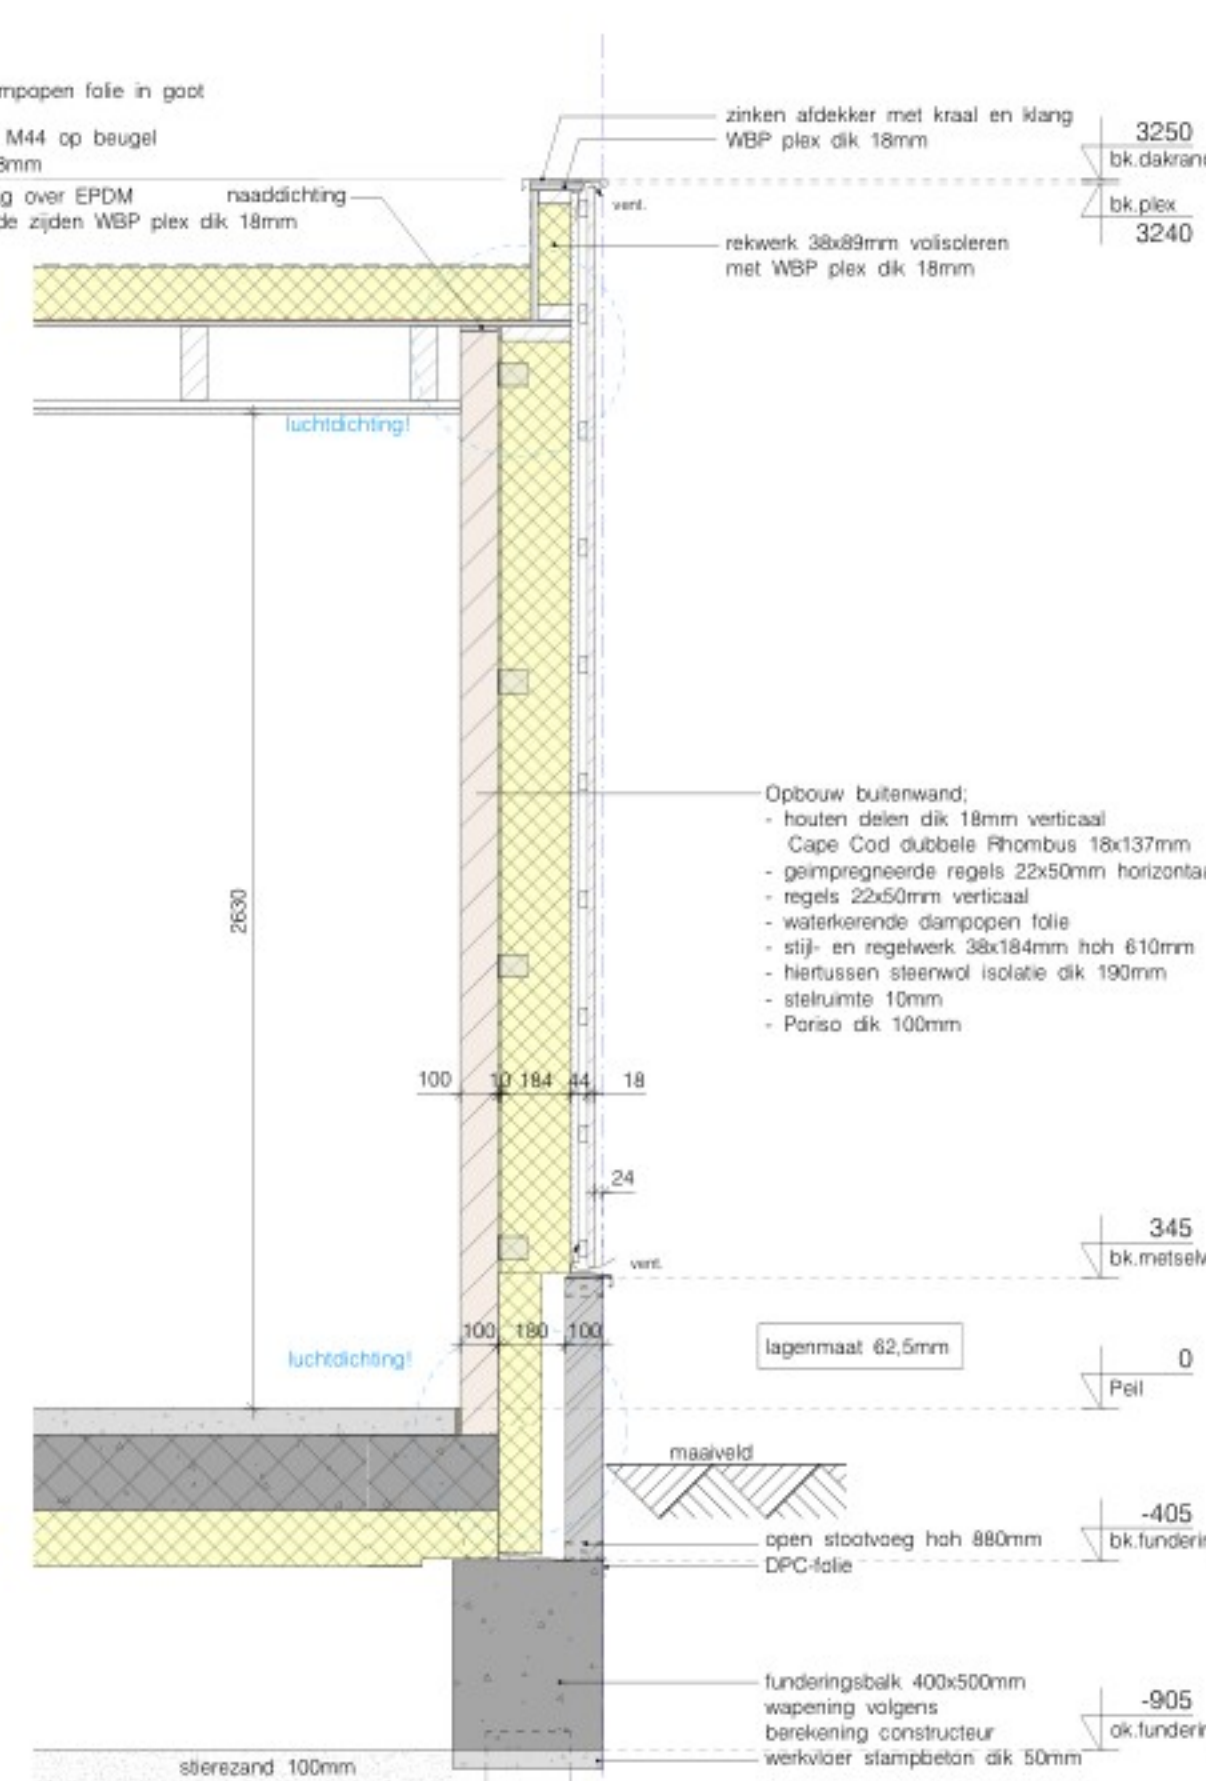 mpopen folie in goot
M44 op beugel
8mm
g over EPDM
de zijden WBP plex dik 18mm
naaddichting
zinken afdekker met kraal en klang
WBP plex dik 18mm
vent.
rekwerk 38x89mm volisoleren
met WBP plex dik 18mm
3250
bk.dakrand
bk.plex
3240
luchtdichting!
2630
Opbouw buitenwand;
- houten delen dik 18mm verticaal
Cape Cod dubbele Rhombus 18x137mm
- geimpregneerde regels 22x50mm horizontaa
- regels 22x50mm verticaal
- waterkerende dampopen folie
- stijl- en regelwerk 38x184mm hoh 610mm
- hiertussen steenwol isolatie dik 190mm
- stelruimte 10mm
- Poriso dik 100mm
100 10 184 44 18
24
vent.
345
bk.metselw
100 180 100
lagenmaat 62,5mm
luchtdichting!
0
Peil
maaiveld
open stootvoeg hoh 880mm
DPC-folie
-405
bk.funderin
funderingsbalk 400x500mm
wapening volgens
berekening constructeur
werkvloer stampbeton dik 50mm
-905
ok.funderin
stierezand 100mm